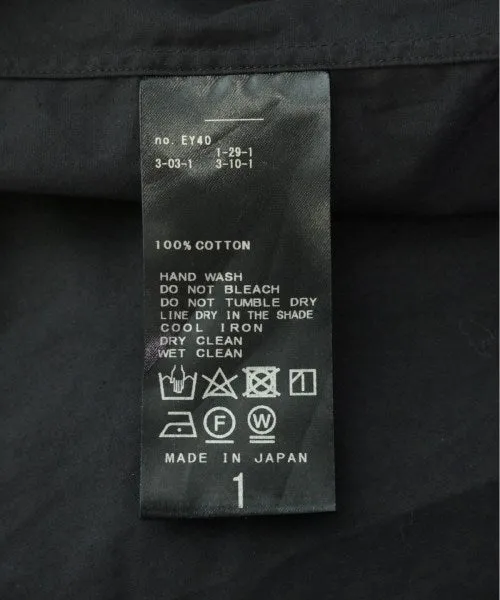 no. EY40
1-29-1
3-03-1 3-10-1
100% COTTON
HAND WASH
DO NOT BLEACH
DO NOT TUMBLE DRY
LINE DRY IN THE SHADE
COOL IRON
DRY CLEAN
WET CLEAN
F W
MADE IN JAPAN
1